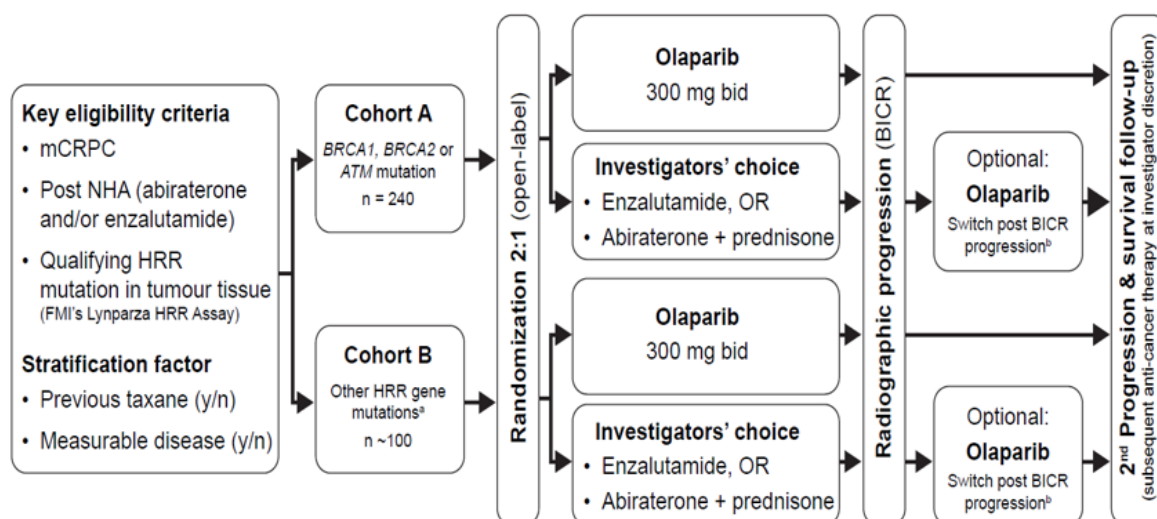 Key eligibility criteria
• mCRPC
• Post NHA (abiraterone
and/or enzalutamide)
• Qualifying HRR
mutation in tumour tissue
(FMI's Lynparza HRR Assay)
Stratification factor
• Previous taxane (y/n)
• Measurable disease (y/n)
Cohort A
BRCA1, BRCA2 or
ATM mutation
n = 240
Cohort B
Other HRR gene
mutationsᵃ
n ~100
Randomization 2:1 (open-label)
Olaparib
300 mg bid
Investigators' choice
• Enzalutamide, OR
• Abiraterone + prednisone
Olaparib
300 mg bid
Investigators' choice
• Enzalutamide, OR
• Abiraterone + prednisone
Radiographic progression (BICR)
Optional:
Olaparib
Switch post BICR
progressionᵇ
Optional:
Olaparib
Switch post BICR
progressionᵇ
2ⁿᵈ Progression & survival follow-up
(subsequent anti-cancer therapy at investigator discretion)